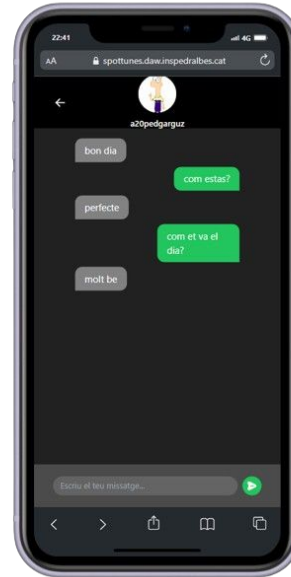 22:41
4G
AA spottunes.daw.inspedralbes.cat
a20pedgarguz
bon dia
com estas?
perfecte
com et va el
dia?
molt be
Escriu el teu missatge...